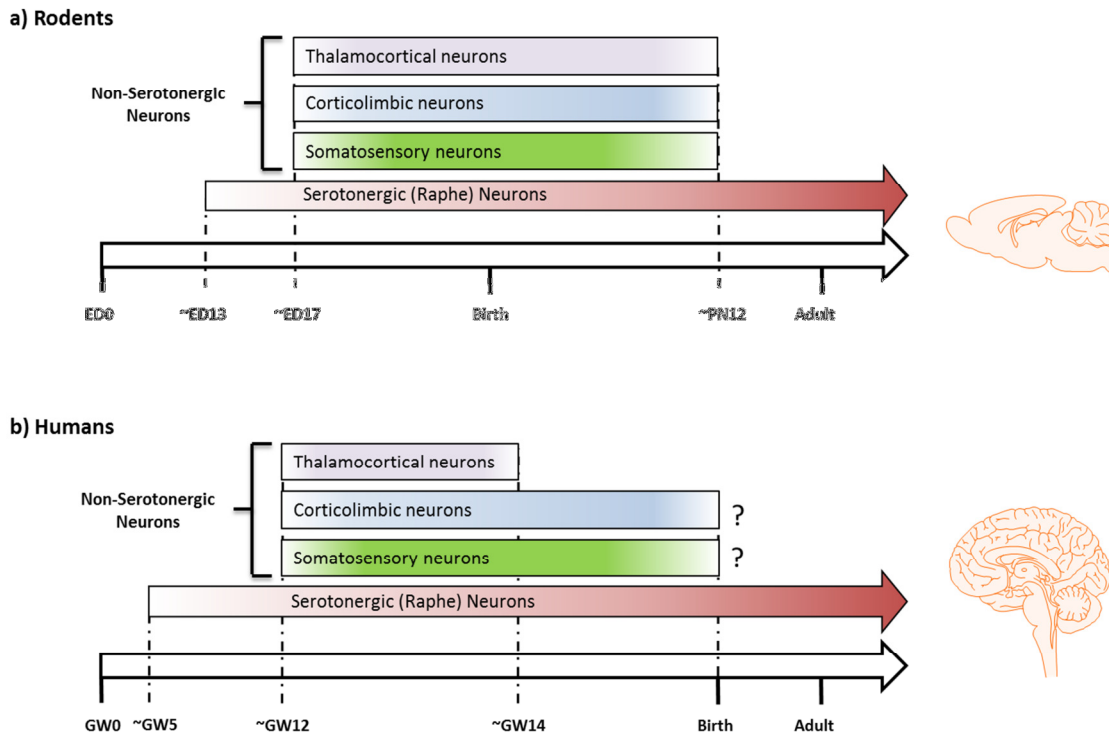 a) Rodents
Thalamocortical neurons
Non-Serotonergic
Neurons
Corticolimbic neurons
Somatosensory neurons
Serotonergic (Raphe) Neurons
ED0
~ED13
~ED17
Birth
~PN12
Adult
b) Humans
Thalamocortical neurons
Non-Serotonergic
Neurons
Corticolimbic neurons
?
Somatosensory neurons
?
Serotonergic (Raphe) Neurons
GW0
~GW5
~GW12
~GW14
Birth
Adult